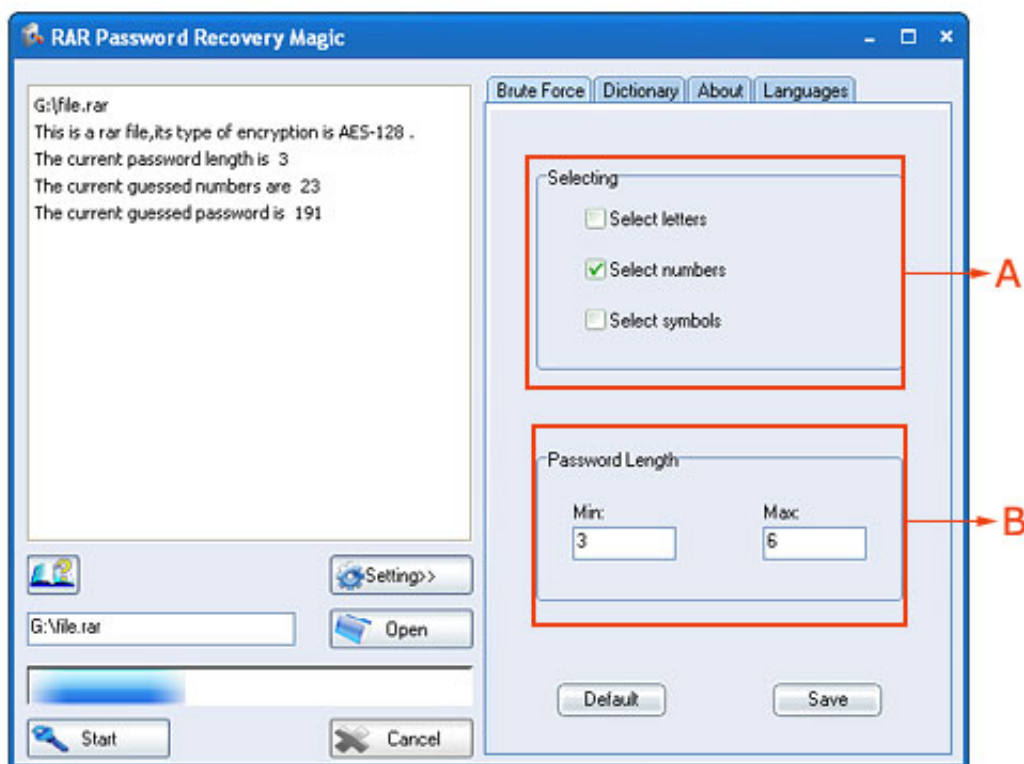 RAR Password Recovery Magic
G:\file.rar
This is a rar file,its type of encryption is AES-128 .
The current password length is 3
The current guessed numbers are 23
The current guessed password is 191
Brute Force Dictionary About Languages
Selecting
Select letters
Select numbers
Select symbols
A
Password Length
Min: Max:
3 6
B
Setting>>
G:\file.rar
Open
Default Save
Start
Cancel